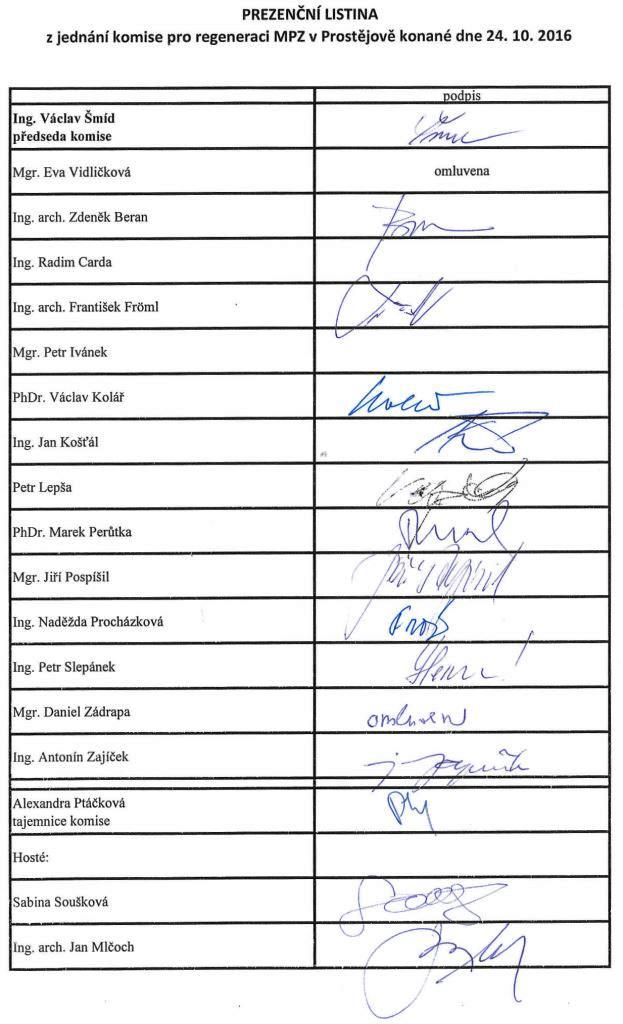 PREZENČNÍ LISTINA
z jednání komise pro regeneraci MPZ v Prostějově konané dne 24. 10. 2016
podpis
Ing. Václav Šmíd
předseda komise
Mgr. Eva Vidličková omluvena
Ing. arch. Zdeněk Beran
Ing. Radim Carda
Ing. arch. František Fröml
Mgr. Petr Ivánek
PhDr. Václav Kolář
Ing. Jan Košťál
Petr Lepša
PhDr. Marek Perůtka
Mgr. Jiří Pospíšil
Ing. Naděžda Procházková
Ing. Petr Slepánek
Mgr. Daniel Zádrapa omluven
Ing. Antonín Zajíček
Alexandra Ptáčková
tajemnice komise
Hosté:
Sabina Soušková
Ing. arch. Jan Mlčoch